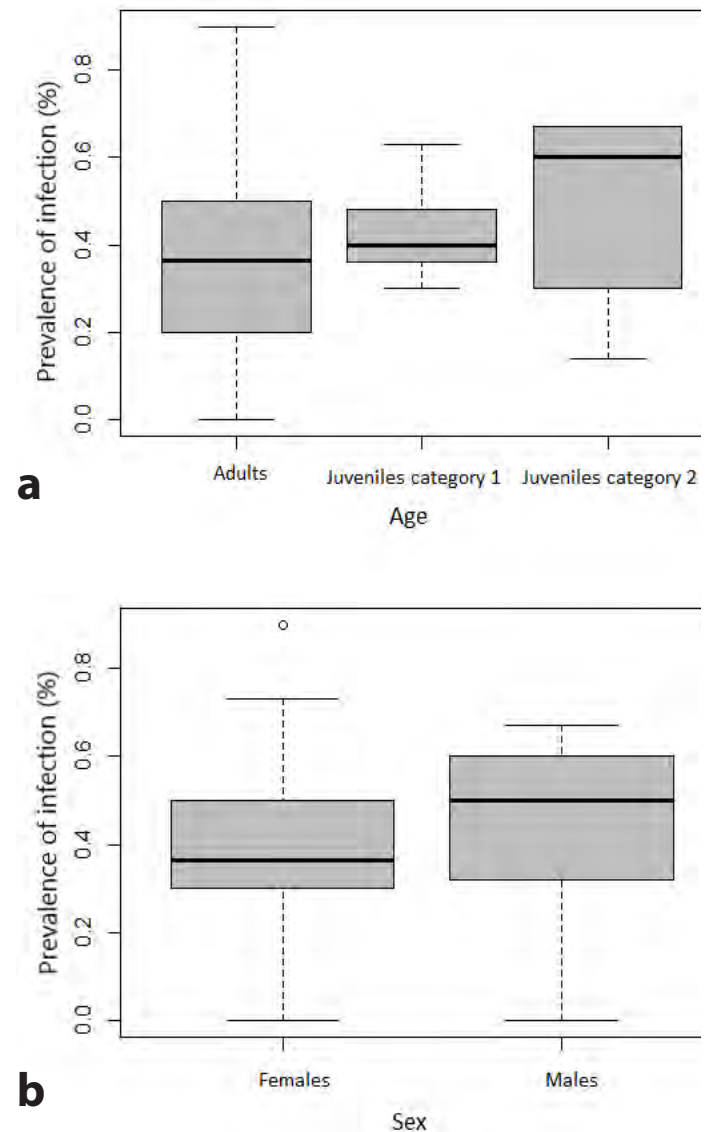 Prevalence of infection (%)
0.8
0.6
0.4
0.2
0.0
Adults
Juveniles category 1
Juveniles category 2
Age
a
Prevalence of infection (%)
0.8
0.6
0.4
0.2
0.0
Females
Males
Sex
b